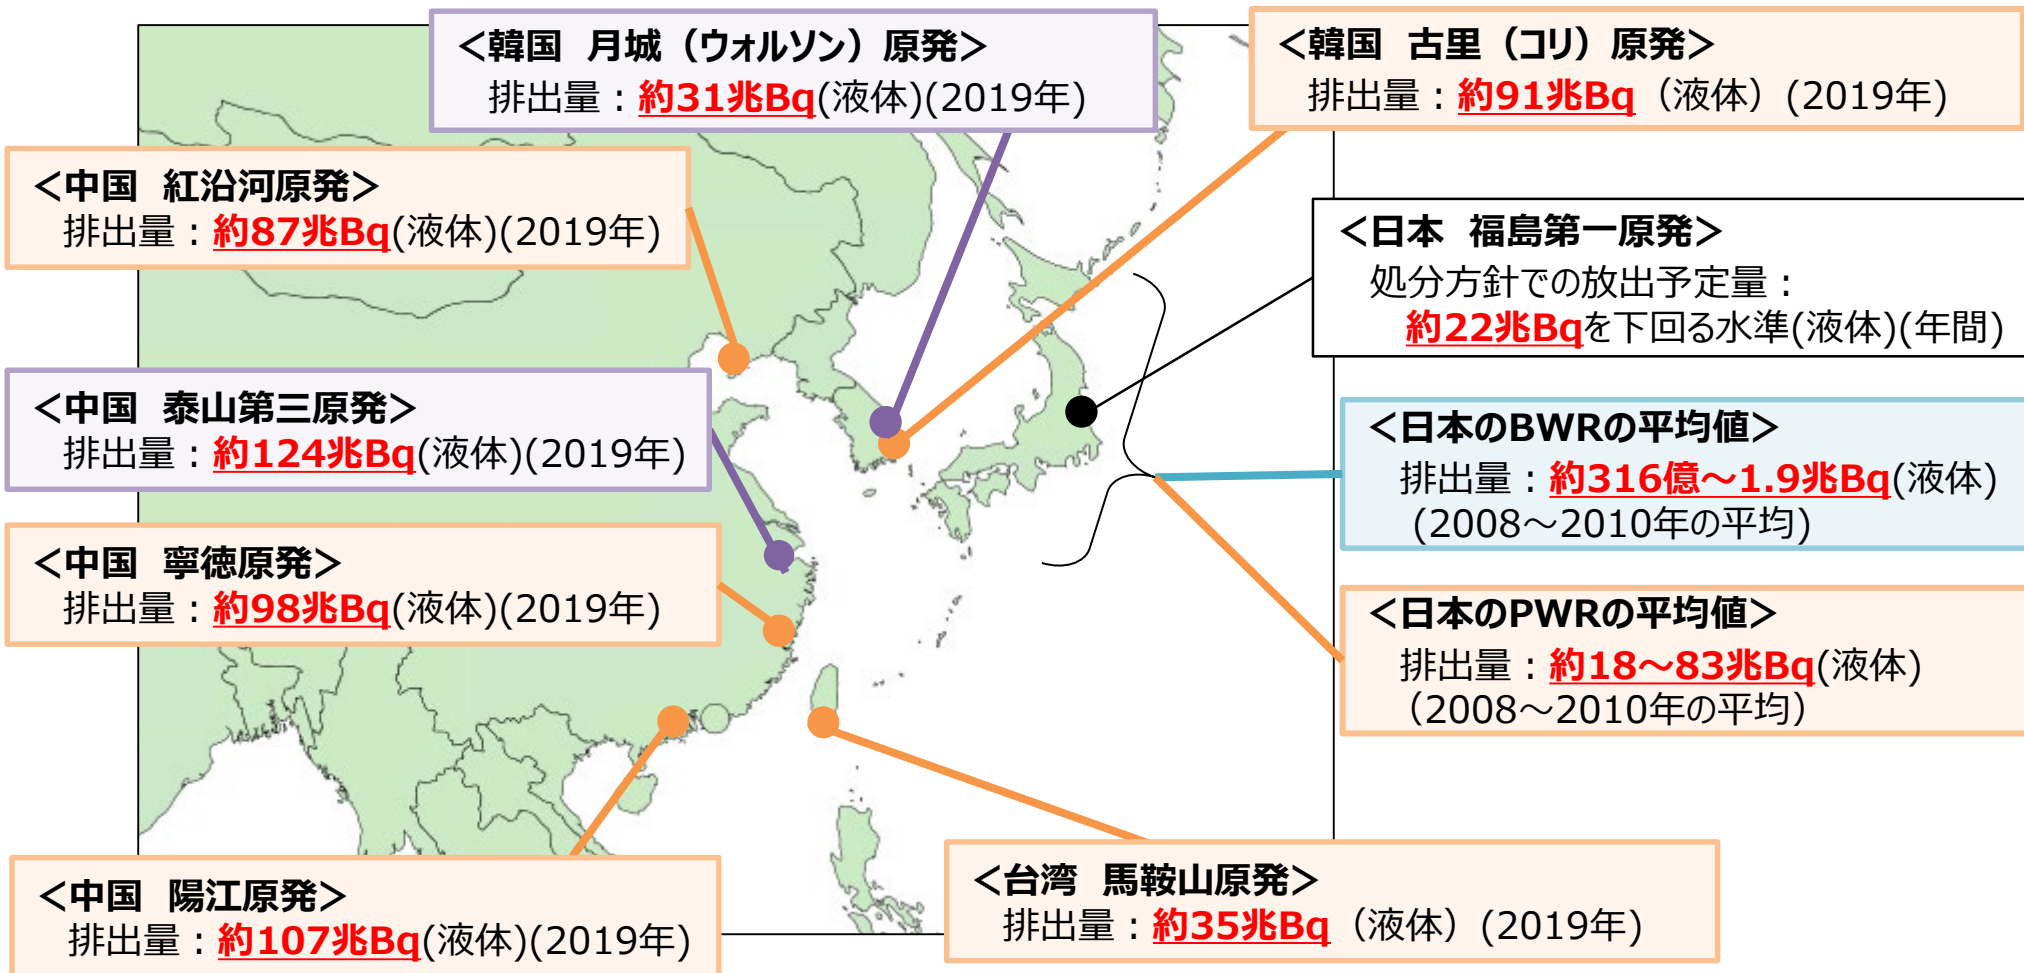 ＜韓国 月城（ウォルソン）原発＞
排出量：約31兆Bq(液体)(2019年)
＜韓国 古里（コリ）原発＞
排出量：約91兆Bq（液体）(2019年)
＜中国 紅沿河原発＞
排出量：約87兆Bq(液体)(2019年)
＜日本 福島第一原発＞
処分方針での放出予定量：
約22兆Bqを下回る水準(液体)(年間)
＜中国 泰山第三原発＞
排出量：約124兆Bq(液体)(2019年)
＜日本のBWRの平均値＞
排出量：約316億～1.9兆Bq(液体)
(2008～2010年の平均)
＜中国 寧徳原発＞
排出量：約98兆Bq(液体)(2019年)
＜日本のPWRの平均値＞
排出量：約18～83兆Bq(液体)
（2008～2010年の平均）
＜中国 陽江原発＞
排出量：約107兆Bq(液体)(2019年)
＜台湾 馬鞍山原発＞
排出量：約35兆Bq（液体）(2019年)